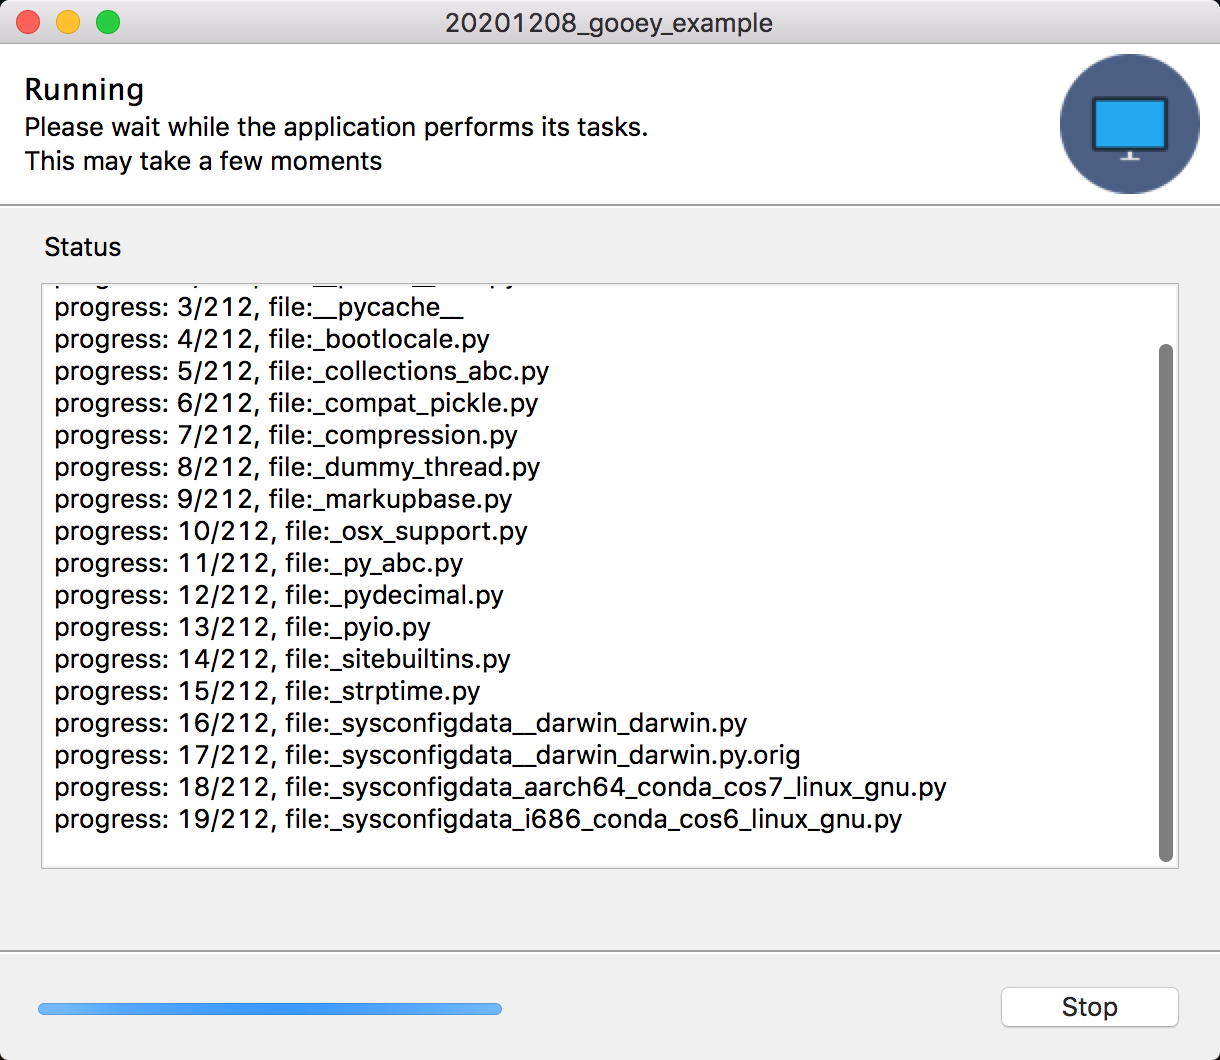 20201208_gooey_example
Running
Please wait while the application performs its tasks.
This may take a few moments
Status
progress: 3/212, file:__pycache__
progress: 4/212, file:_bootlocale.py
progress: 5/212, file:_collections_abc.py
progress: 6/212, file:_compat_pickle.py
progress: 7/212, file:_compression.py
progress: 8/212, file:_dummy_thread.py
progress: 9/212, file:_markupbase.py
progress: 10/212, file:_osx_support.py
progress: 11/212, file:_py_abc.py
progress: 12/212, file:_pydecimal.py
progress: 13/212, file:_pyio.py
progress: 14/212, file:_sitebuiltins.py
progress: 15/212, file:_strptime.py
progress: 16/212, file:_sysconfigdata__darwin_darwin.py
progress: 17/212, file:_sysconfigdata__darwin_darwin.py.orig
progress: 18/212, file:_sysconfigdata_aarch64_conda_cos7_linux_gnu.py
progress: 19/212, file:_sysconfigdata_i686_conda_cos6_linux_gnu.py
Stop